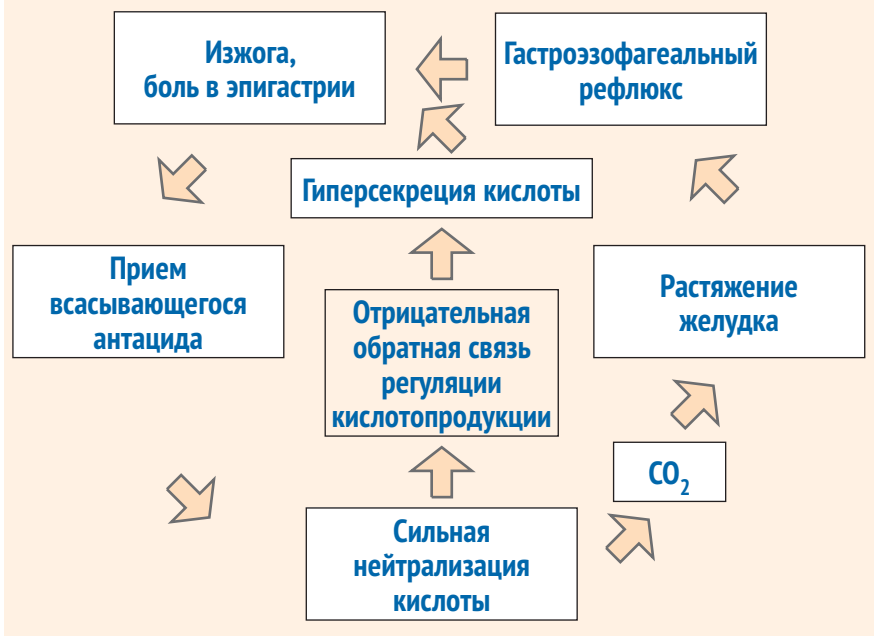 Изжога,
боль в эпигастрии
Гастроэзофагеальный
рефлюкс
Гиперсекреция кислоты
Прием
всасывающегося
антацида
Отрицательная
обратная связь
регуляции
кислотопродукции
Растяжение
желудка
CO₂
Сильная
нейтрализация
кислоты